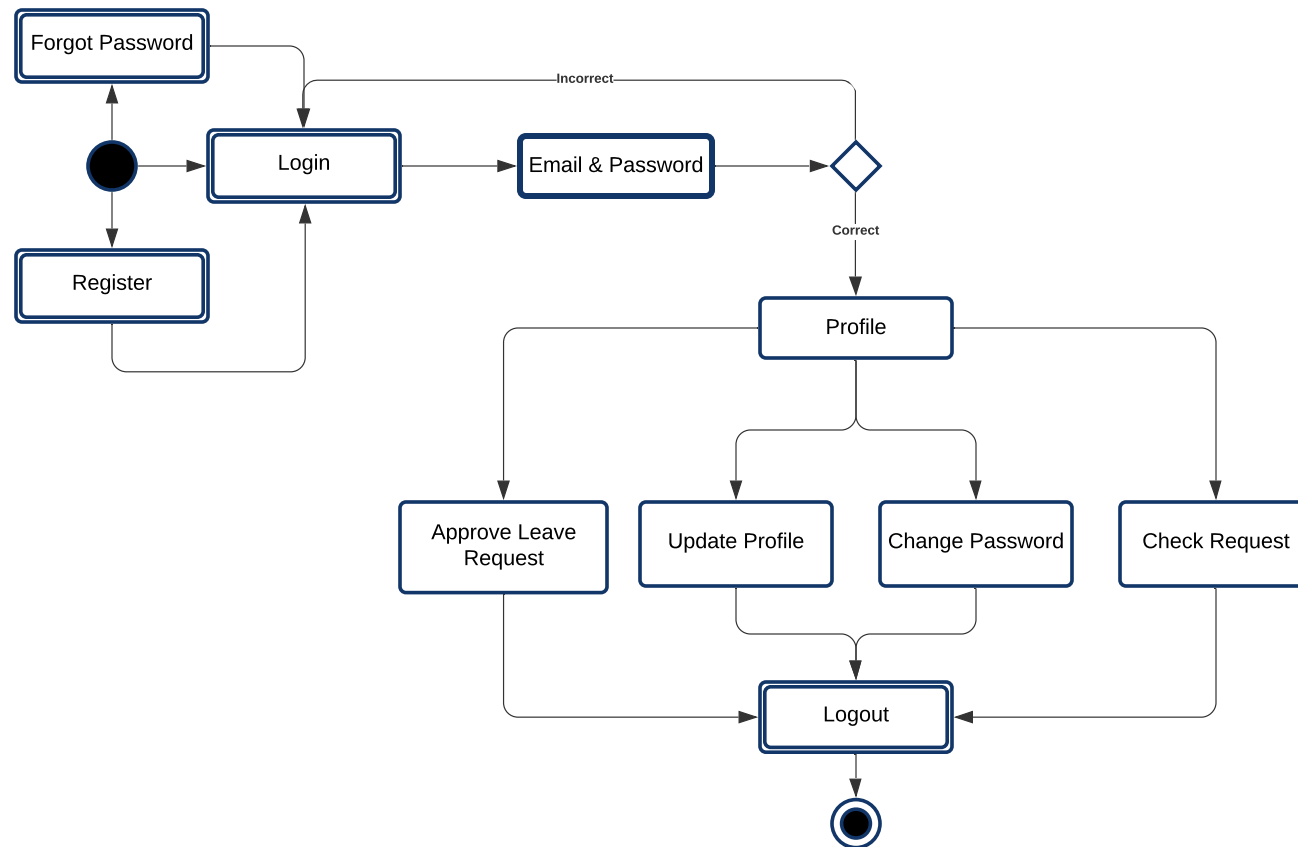 Forgot Password
Incorrect
Login
Email & Password
Correct
Register
Profile
Approve Leave
Request
Update Profile
Change Password
Check Request
Logout